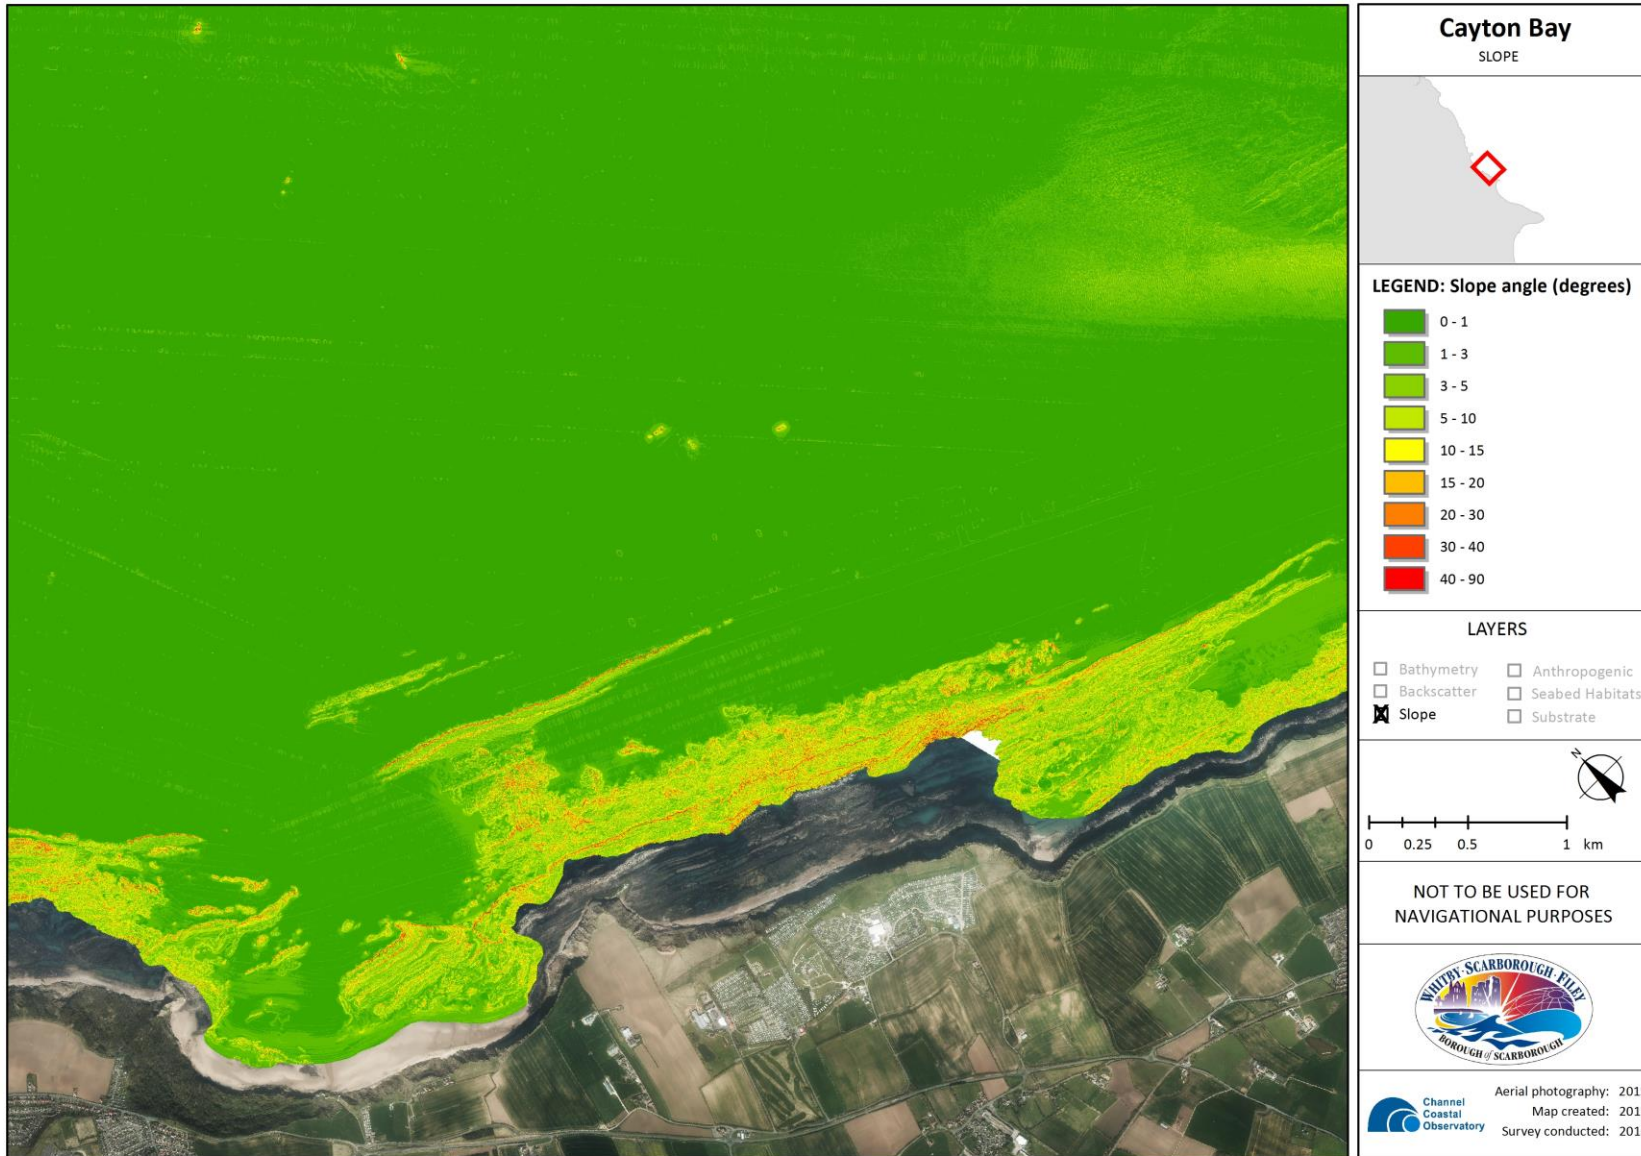 Cayton Bay
SLOPE
LEGEND: Slope angle (degrees)
0 - 1
1 - 3
3 - 5
5 - 10
10 - 15
15 - 20
20 - 30
30 - 40
40 - 90
LAYERS
Bathymetry
Anthropogenic
Backscatter
Seabed Habitats
Slope
Substrate
N
0 0.25 0.5 1 km
NOT TO BE USED FOR
NAVIGATIONAL PURPOSES
WHITBY · SCARBOROUGH · FILEY
BOROUGH of SCARBOROUGH
Channel
Coastal
Observatory
Aerial photography: 201
Map created: 201
Survey conducted: 201